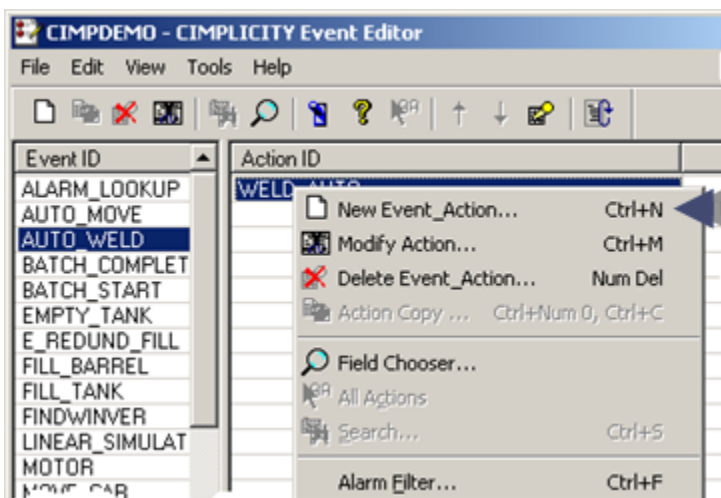 CIMPDEMO - CIMPLICITY Event Editor
File Edit View Tools Help
Event ID
ALARM_LOOKUP
AUTO_MOVE
AUTO_WELD
BATCH_COMPLET
BATCH_START
EMPTY_TANK
E_REDUND_FILL
FILL_BARREL
FILL_TANK
FINDWINVER
LINEAR_SIMULAT
MOTOR
MOVE_CAR
Action ID
WELD_AUTO
New Event_Action... Ctrl+N
Modify Action... Ctrl+M
Delete Event_Action... Num Del
Action Copy ... Ctrl+Num 0, Ctrl+C
Field Chooser...
All Actions
Search... Ctrl+S
Alarm Filter... Ctrl+F